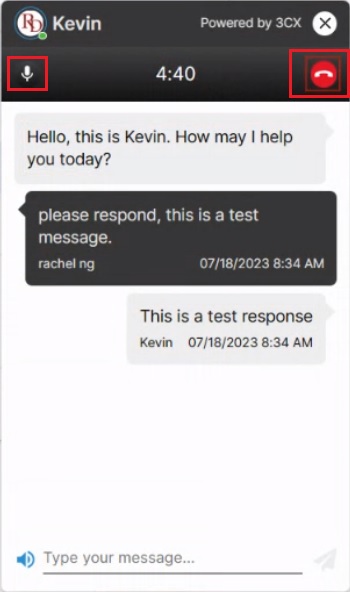 RD Kevin Powered by 3CX
4:40
Hello, this is Kevin. How may I help
you today?
please respond, this is a test
message.
rachel ng 07/18/2023 8:34 AM
This is a test response
Kevin 07/18/2023 8:34 AM
Type your message...